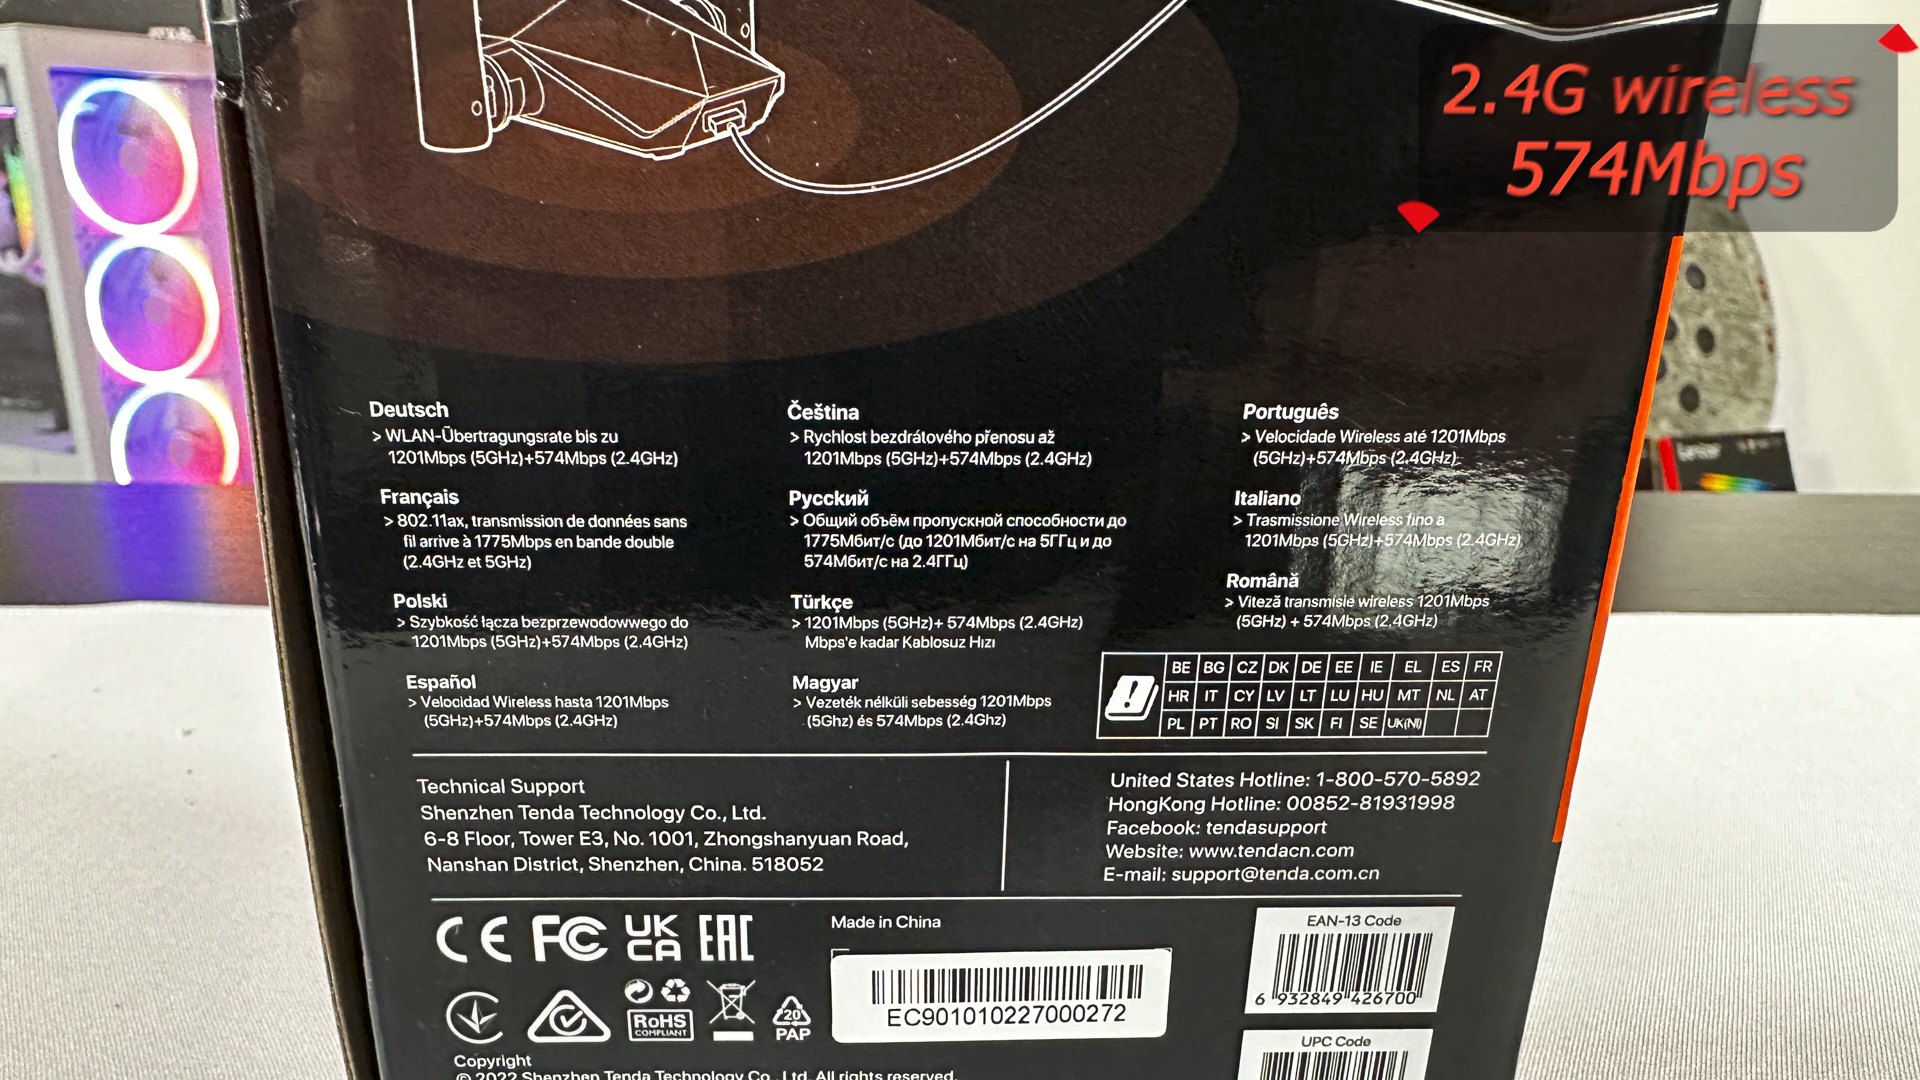 2.4G wireless
574Mbps
Deutsch
> WLAN-Übertragungsrate bis zu
1201Mbps (5GHz)+574Mbps (2.4GHz)
Français
> 802.11ax, transmission de données sans
fil arrive à 1775Mbps en bande double
(2.4GHz et 5GHz)
Polski
> Szybkość łącza bezprzewodowwego do
1201Mbps (5GHz)+574Mbps (2.4GHz)
Español
> Velocidad Wireless hasta 1201Mbps
(5GHz)+574Mbps (2.4GHz)
Čeština
> Rychlost bezdrátového přenosu až
1201Mbps (5GHz)+574Mbps (2.4GHz)
Русский
> Общий объём пропускной способности до
1775Мбит/с (до 1201Мбит/с на 5ГГц и до
574Мбит/с на 2.4ГГц)
Türkçe
> 1201Mbps (5GHz)+ 574Mbps (2.4GHz)
Mbps'e kadar Kablosuz Hızı
Magyar
> Vezeték nélküli sebesség 1201Mbps
(5Ghz) és 574Mbps (2.4Ghz)
Português
> Velocidade Wireless até 1201Mbps
(5GHz)+574Mbps (2.4GHz)
Italiano
> Trasmissione Wireless fino a
1201Mbps (5GHz)+574Mbps (2.4GHz)
Română
> Viteză transmisie wireless 1201Mbps
(5GHz) + 574Mbps (2.4GHz)
BE BG CZ DK DE EE IE EL ES FR
HR IT CY LV LT LU HU MT NL AT
PL PT RO SI SK FI SE UK(NI)
Technical Support
Shenzhen Tenda Technology Co., Ltd.
6-8 Floor, Tower E3, No. 1001, Zhongshanyuan Road,
Nanshan District, Shenzhen, China. 518052
United States Hotline: 1-800-570-5892
HongKong Hotline: 00852-81931998
Facebook: tendasupport
Website: www.tendacn.com
E-mail: support@tenda.com.cn
CE FC UK CA EAC
RoHS
COMPLIANT
20
PAP
Made in China
EC901010227000272
EAN-13 Code
6 932849 426700
UPC Code
Copyright
© 2022 Shenzhen Tenda Technology Co., Ltd. All rights reserved.